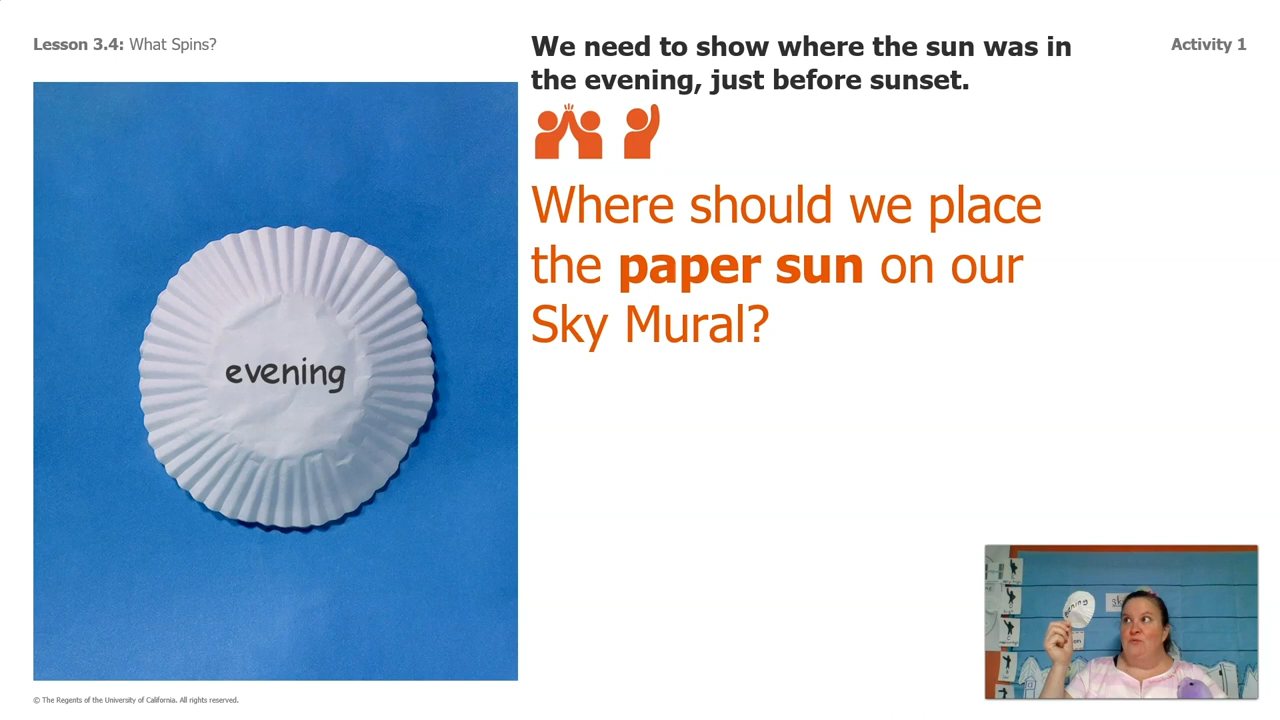 Lesson 3.4: What Spins?
Activity 1
We need to show where the sun was in
the evening, just before sunset.
Where should we place
the paper sun on our
Sky Mural?
evening
evening
© The Regents of the University of California. All rights reserved.